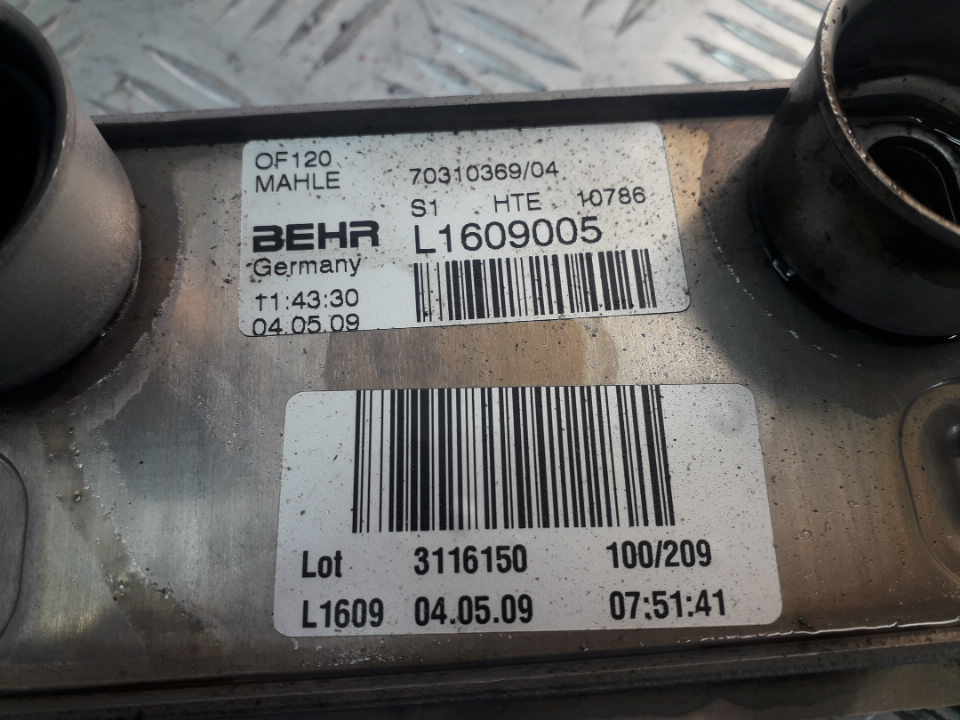 OF120
MAHLE 70310369/04
S1 HTE 10786
BEHR L1609005
Germany
11:43:30
04.05.09
Lot 3116150 100/209
L1609 04.05.09 07:51:41